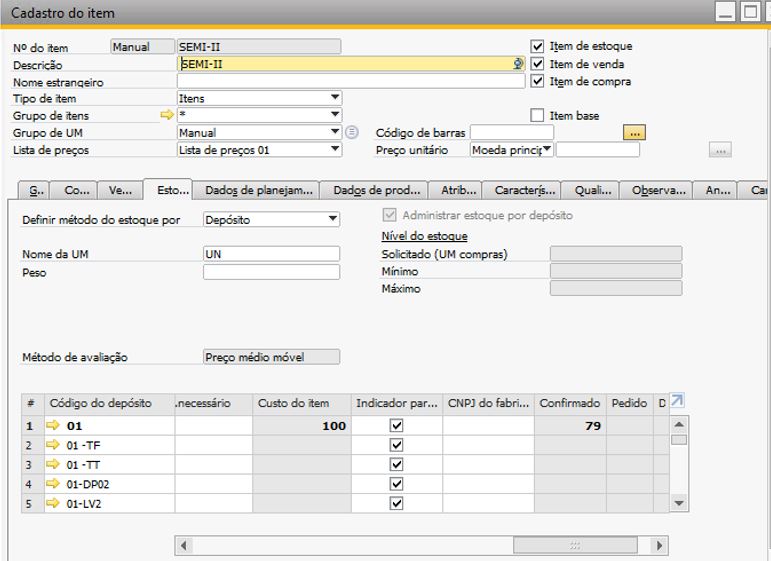 Cadastro do item
Nº do item Manual SEMI-II Item de estoque
Descrição SEMI-II Item de venda
Nome estrangeiro Item de compra
Tipo de item Itens
Grupo de itens * Item base
Grupo de UM Manual Código de barras ...
Lista de preços Lista de preços 01 Preço unitário Moeda princip ...
G.. Co... Ve... Esto... Dados de planejam... Dados de prod... Atrib... Caracterís... Quali... Observa... An... Ca
Definir método do estoque por Depósito Administrar estoque por depósito
Nível do estoque
Nome da UM UN Solicitado (UM compras)
Peso Mínimo
Máximo
Método de avaliação Preço médio móvel
# Código do depósito .necessário Custo do item Indicador par... CNPJ do fabri... Confirmado Pedido D
1 01 100 79
2 01 -TF
3 01 -TT
4 01-DP02
5 01-LV2